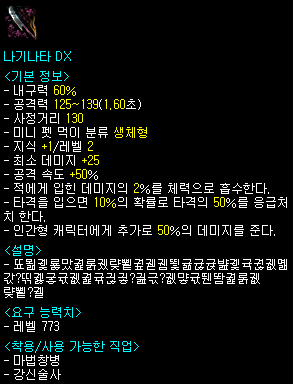 나기나타 DX
<기본 정보>
- 내구력 60%
- 공격력 125~139(1,60초)
- 사정거리 130
- 미니 펫 먹이 분류 생체형
- 지식 +1/레벨 2
- 최소 데미지 +25
- 공격 속도 +50%
- 적에게 입힌 데미지의 2%를 체력으로 흡수한다.
- 타격을 입으면 10%의 확률로 타격의 50%를 응급처
치 한다.
- 인간형 캐릭터에게 추가로 50%의 데미지를 준다.
<설명>
<요구 능력치>
- 레벨 773
<착용/사용 가능한 직업>
- 마법창병
- 강신술사